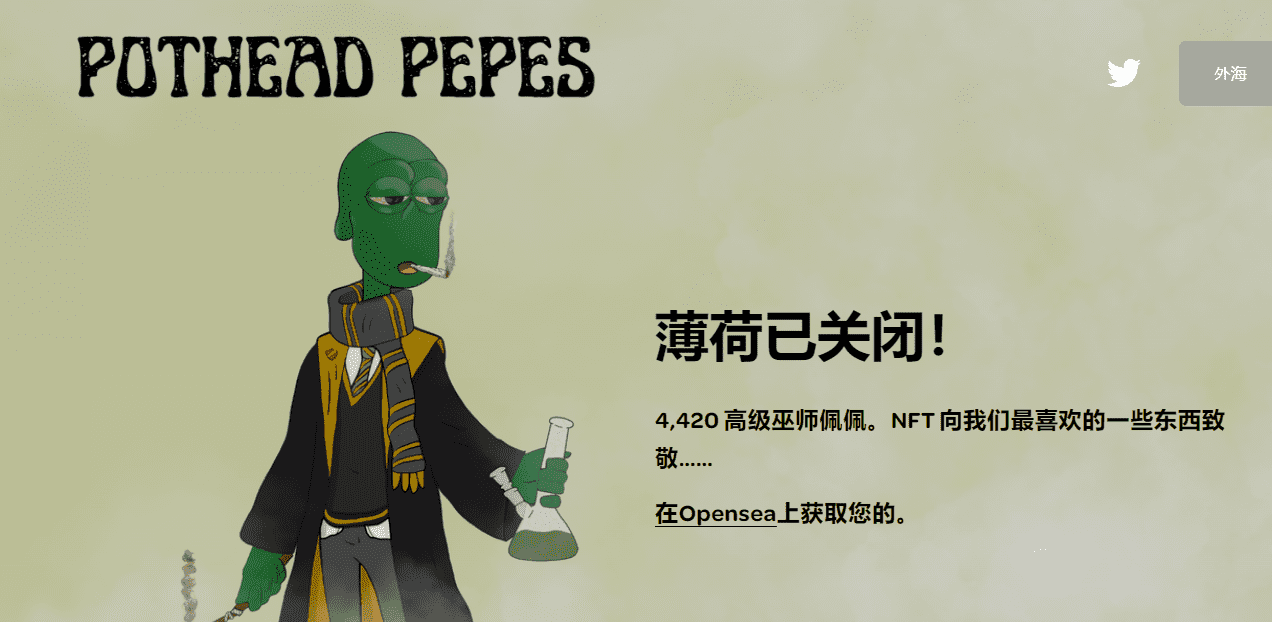 POTHEAD PEPES
外海
薄荷已关闭！
4,420 高级巫师佩佩。NFT 向我们最喜欢的一些东西致
敬……
在Opensea上获取您的。